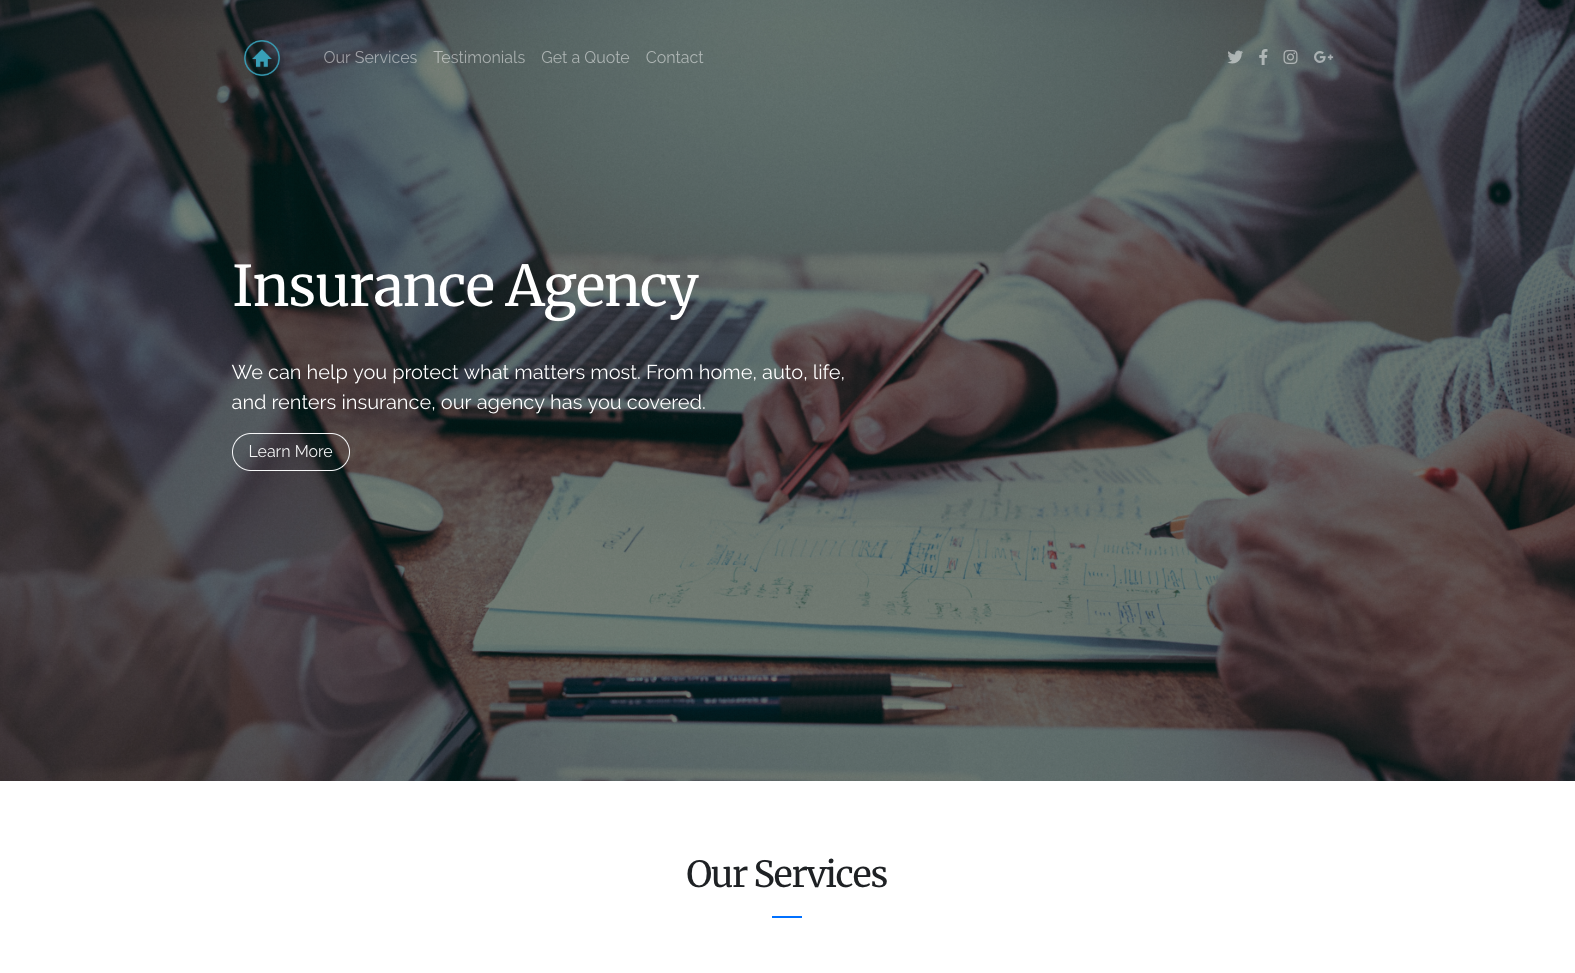 Our Services Testimonials Get a Quote Contact
Insurance Agency
We can help you protect what matters most. From home, auto, life,
and renters insurance, our agency has you covered.
Learn More
Our Services